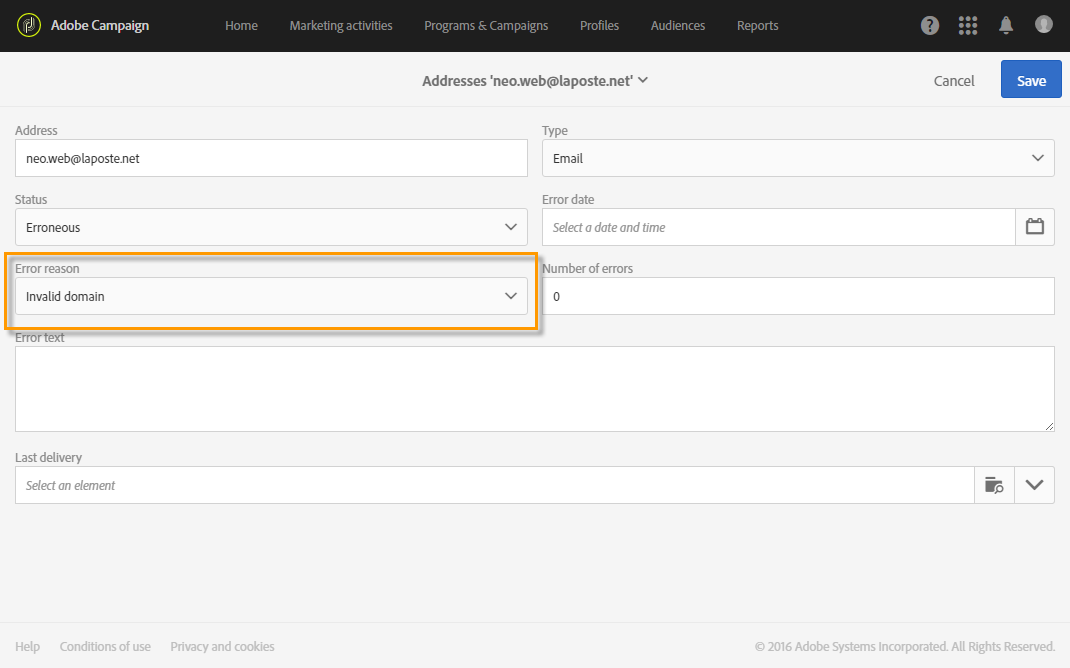 Adobe Campaign Home Marketing activities Programs & Campaigns Profiles Audiences Reports ?
Addresses 'neo.web@laposte.net' Cancel Save
Address Type
neo.web@laposte.net Email
Status Error date
Erroneous Select a date and time
Error reason Number of errors
Invalid domain 0
Error text
Last delivery
Select an element
Help Conditions of use Privacy and cookies © 2016 Adobe Systems Incorporated. All Rights Reserved.